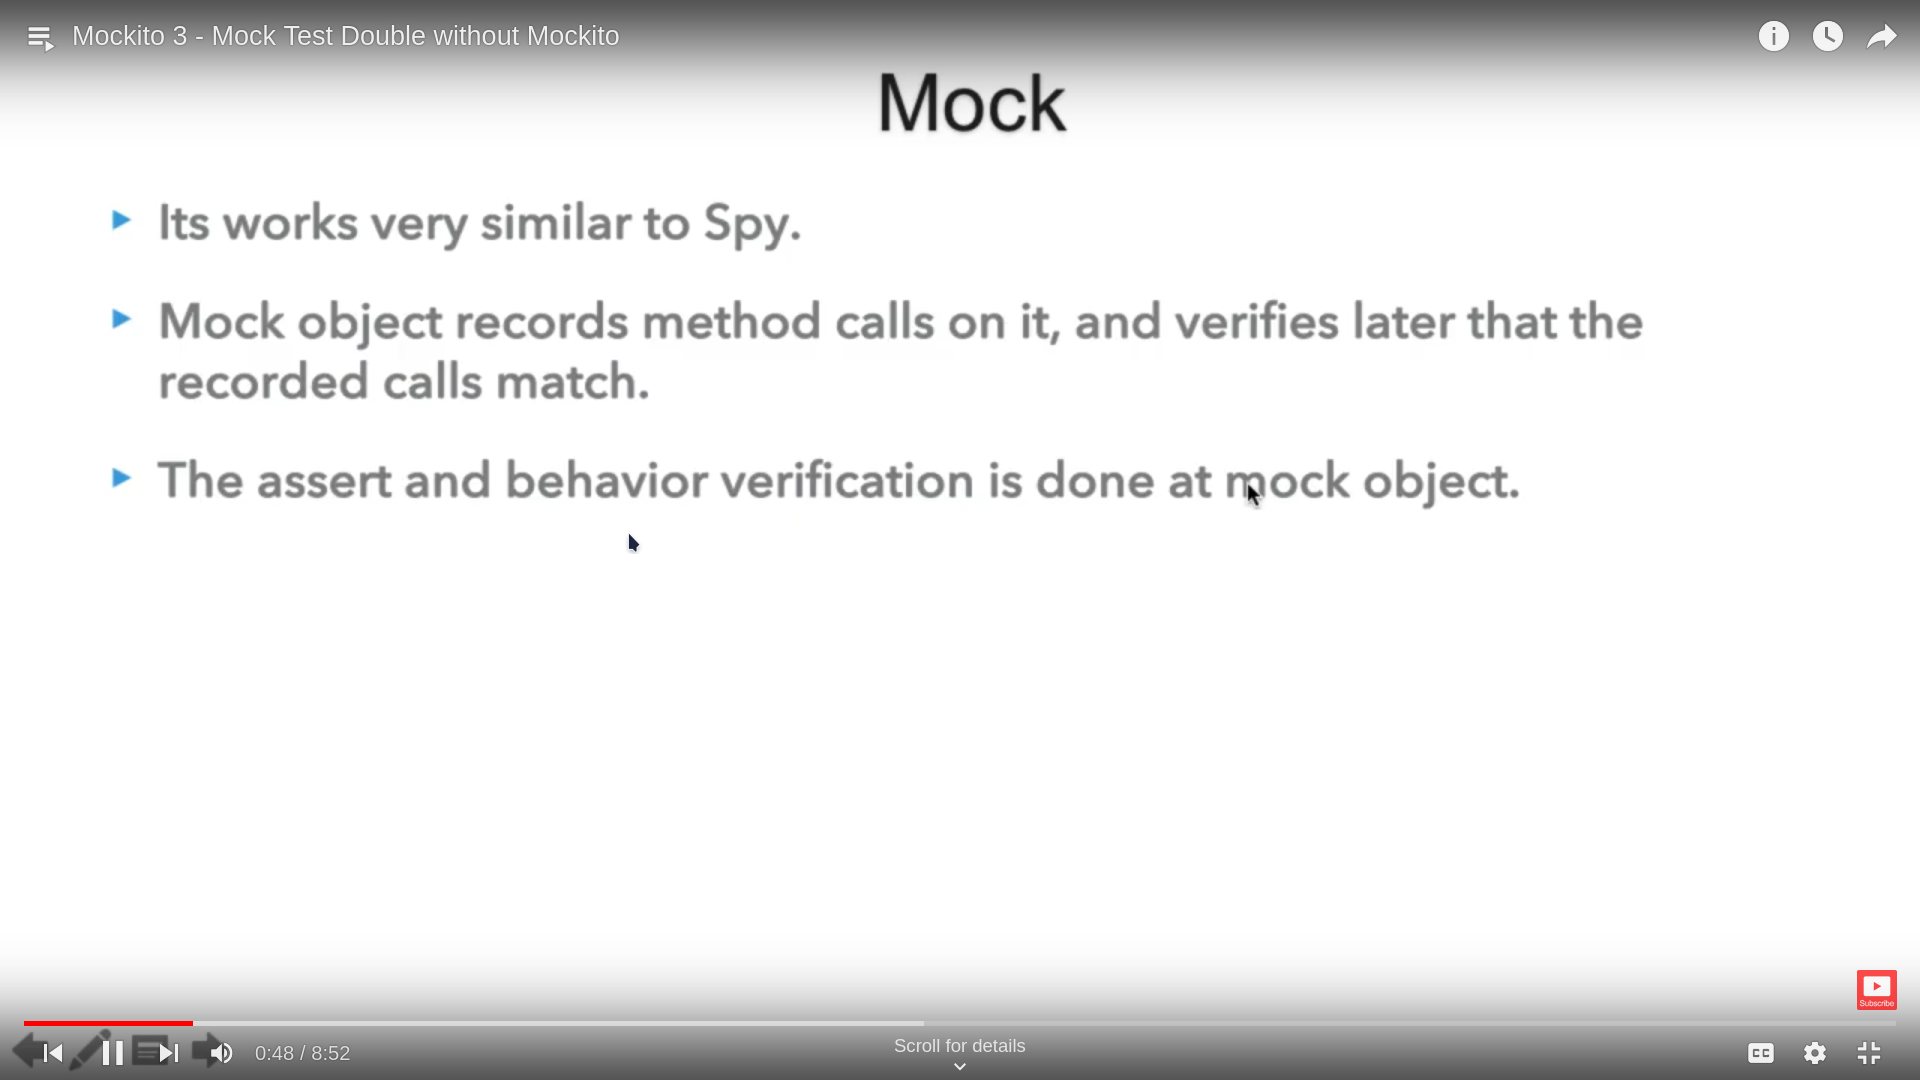 Mockito 3 - Mock Test Double without Mockito
Mock
Its works very similar to Spy.
Mock object records method calls on it, and verifies later that the
recorded calls match.
The assert and behavior verification is done at mock object.
Subscribe
0:48 / 8:52
Scroll for details
CC